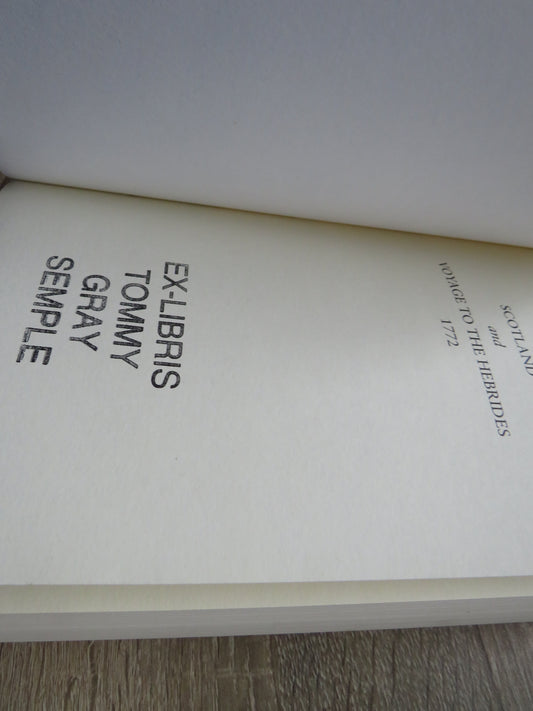 SCOTLAND
and
VOYAGE TO THE HEBRIDES
1772
EX-LIBRIS
TOMMY
GRAY
SEMPLE